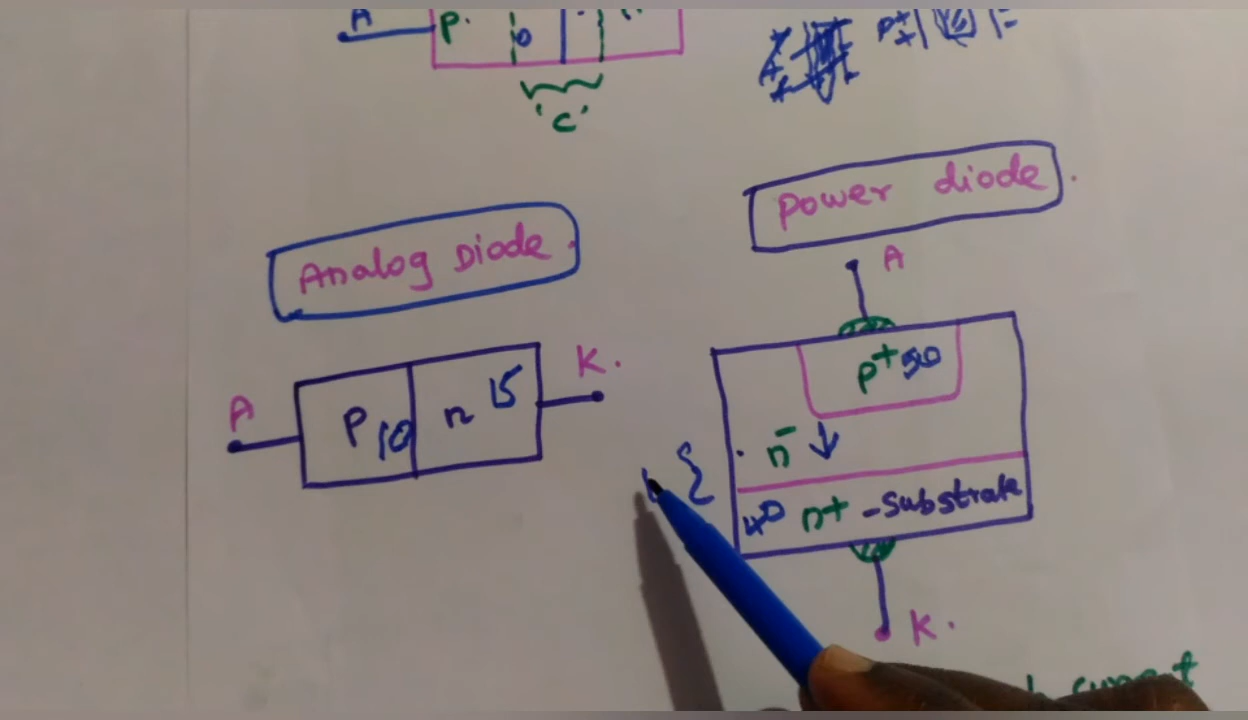 A
P.
'c'
Power diode.
Analog Diode.
A
K.
A
P 10
n 15
P+ 50
n-
40 n+ -substrate
K.